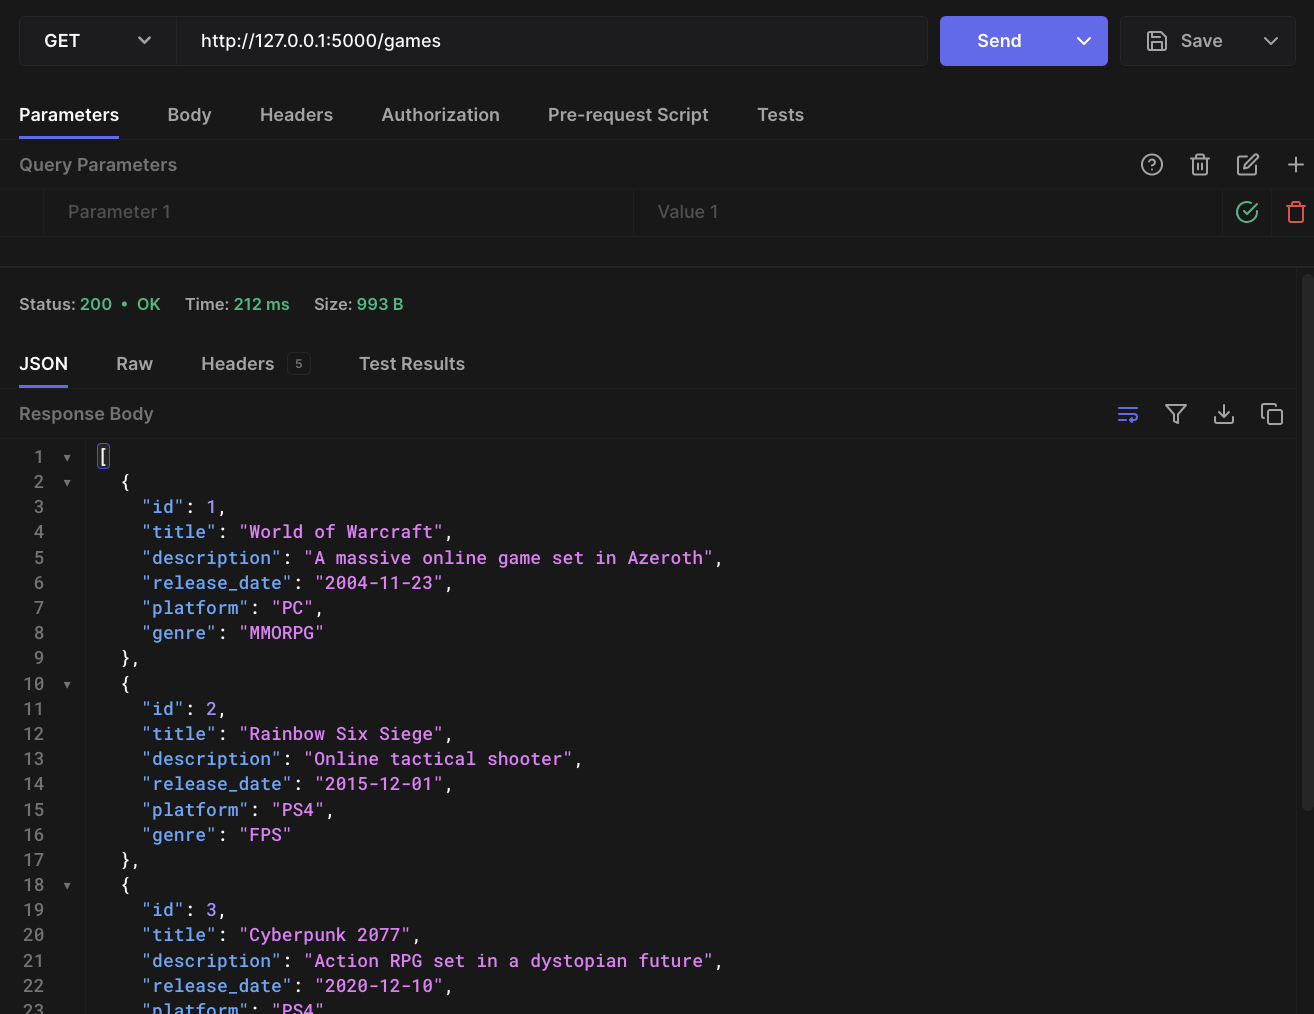 GET http://127.0.0.1:5000/games Send Save
Parameters Body Headers Authorization Pre-request Script Tests
Query Parameters
Parameter 1 Value 1
Status: 200 • OK Time: 212 ms Size: 993 B
JSON Raw Headers 5 Test Results
Response Body
1 [
2 {
3 "id": 1,
4 "title": "World of Warcraft",
5 "description": "A massive online game set in Azeroth",
6 "release_date": "2004-11-23",
7 "platform": "PC",
8 "genre": "MMORPG"
9 },
10 {
11 "id": 2,
12 "title": "Rainbow Six Siege",
13 "description": "Online tactical shooter",
14 "release_date": "2015-12-01",
15 "platform": "PS4",
16 "genre": "FPS"
17 },
18 {
19 "id": 3,
20 "title": "Cyberpunk 2077",
21 "description": "Action RPG set in a dystopian future",
22 "release_date": "2020-12-10",
23 "platform": "PS4"